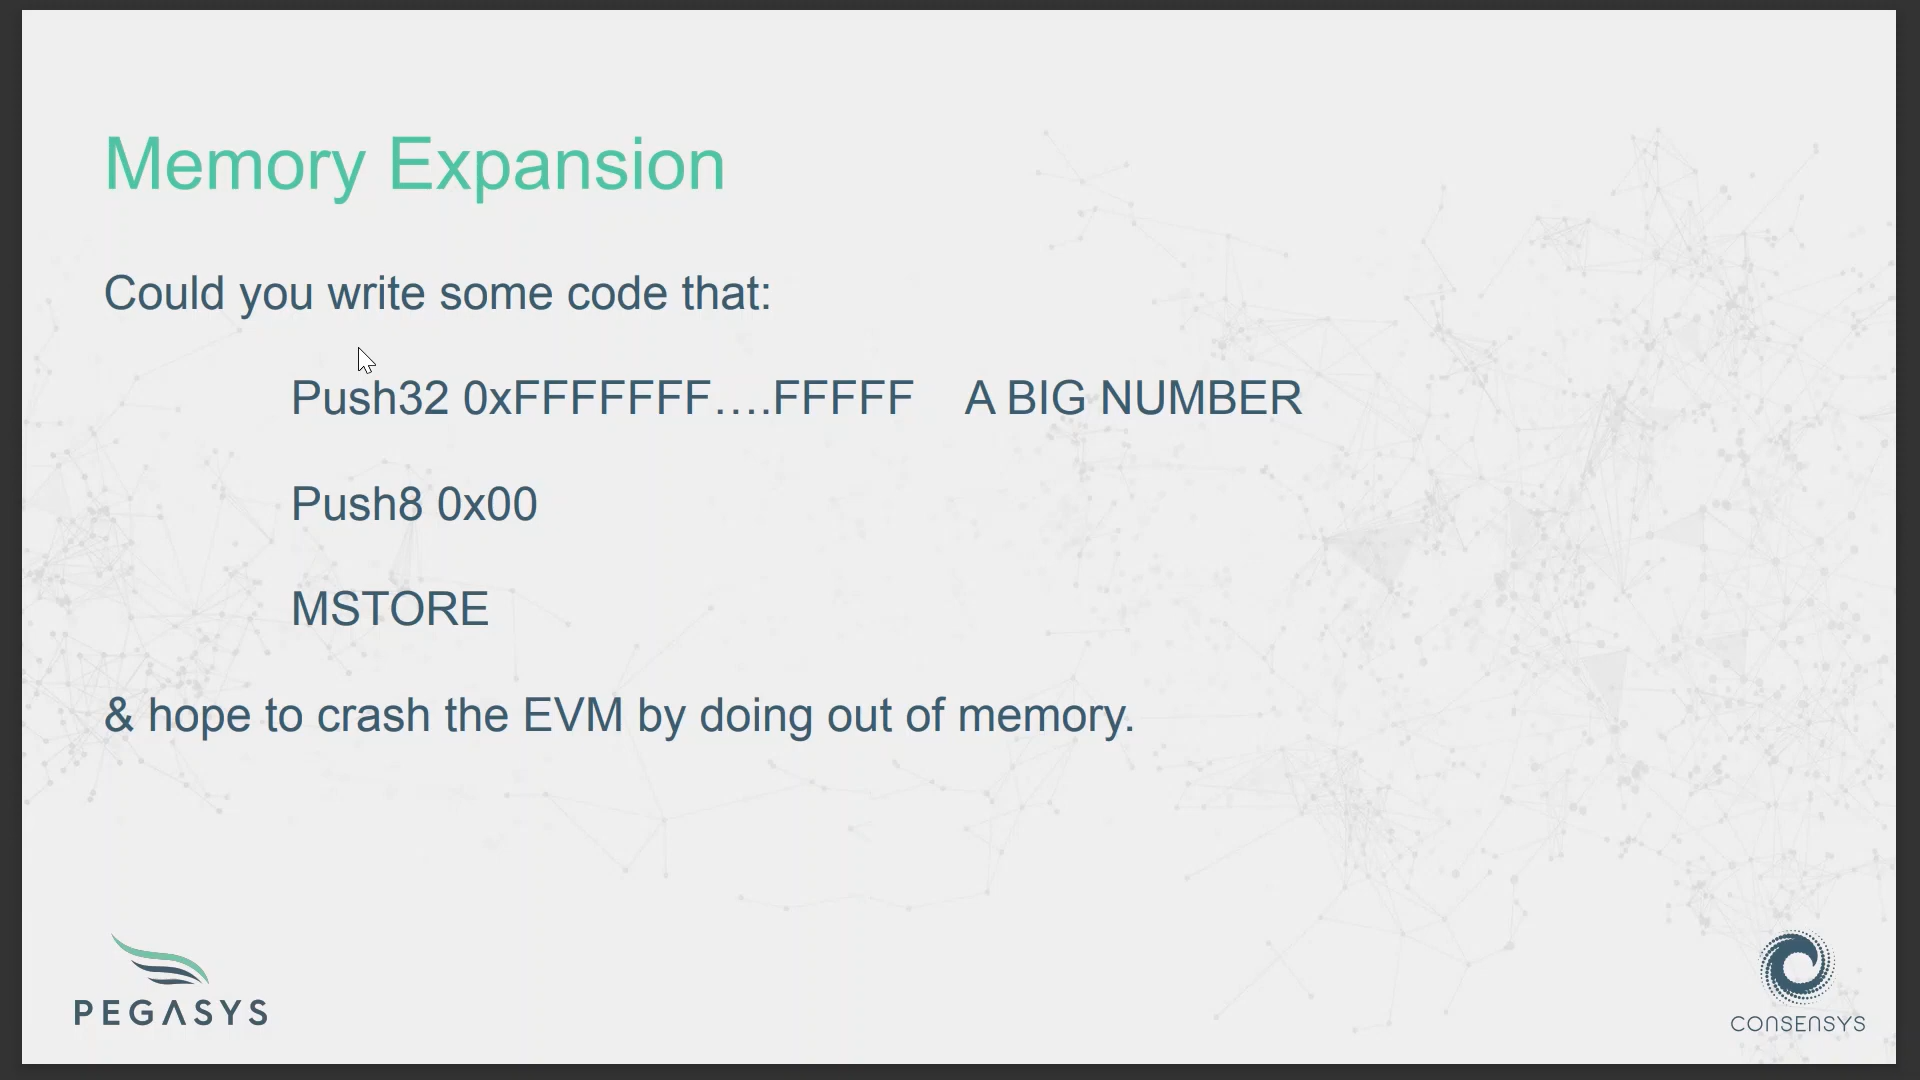 Memory Expansion
Could you write some code that:
Push32 0xFFFFFFF….FFFFF A BIG NUMBER
Push8 0x00
MSTORE
& hope to crash the EVM by doing out of memory.
PEGASYS
CONSENSYS